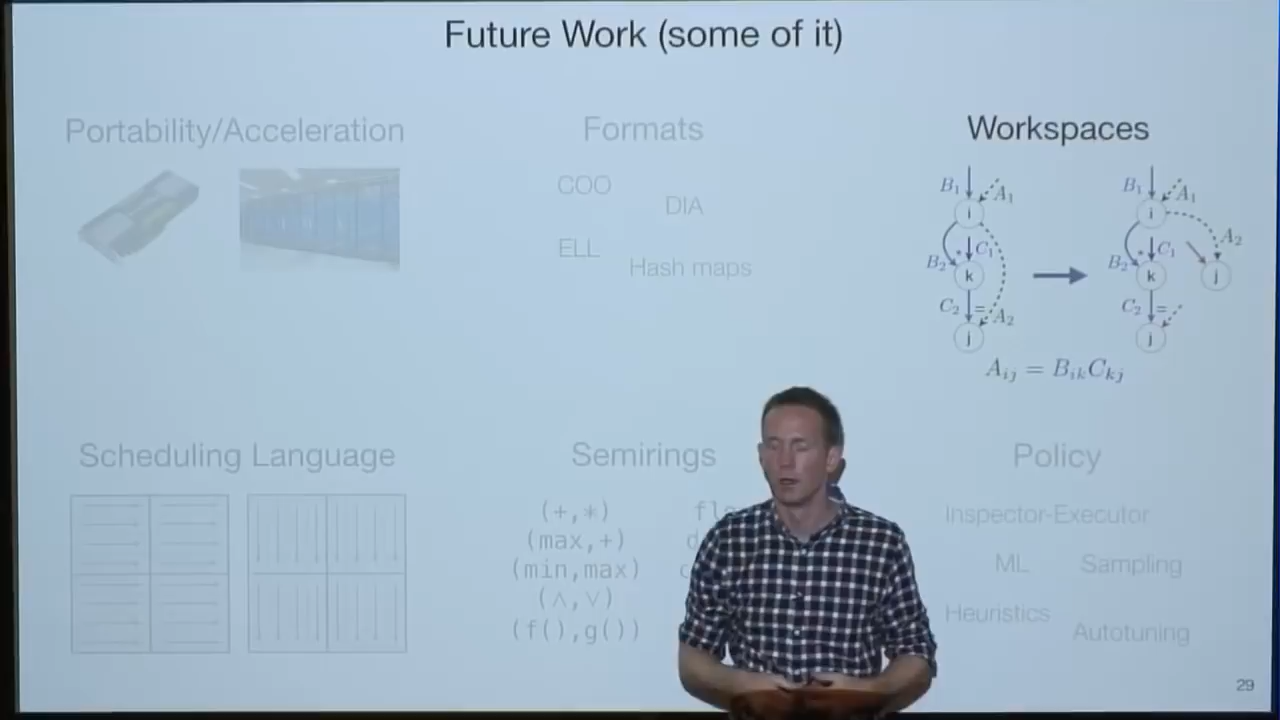 Future Work (some of it)
Portability/Acceleration
Formats
COO
DIA
ELL
Hash maps
Workspaces
B₁ A₁
i
B₂ C₁
k
C₂ = A₂
j
B₁ A₁
i
A₂
B₂ C₁
k j
C₂ =
j
Aᵢⱼ = BᵢₖCₖⱼ
Scheduling Language
Semirings
(+,*)
(max,+)
(min,max)
(∧,∨)
(f(),g())
Policy
Inspector-Executor
ML Sampling
Heuristics
Autotuning
29